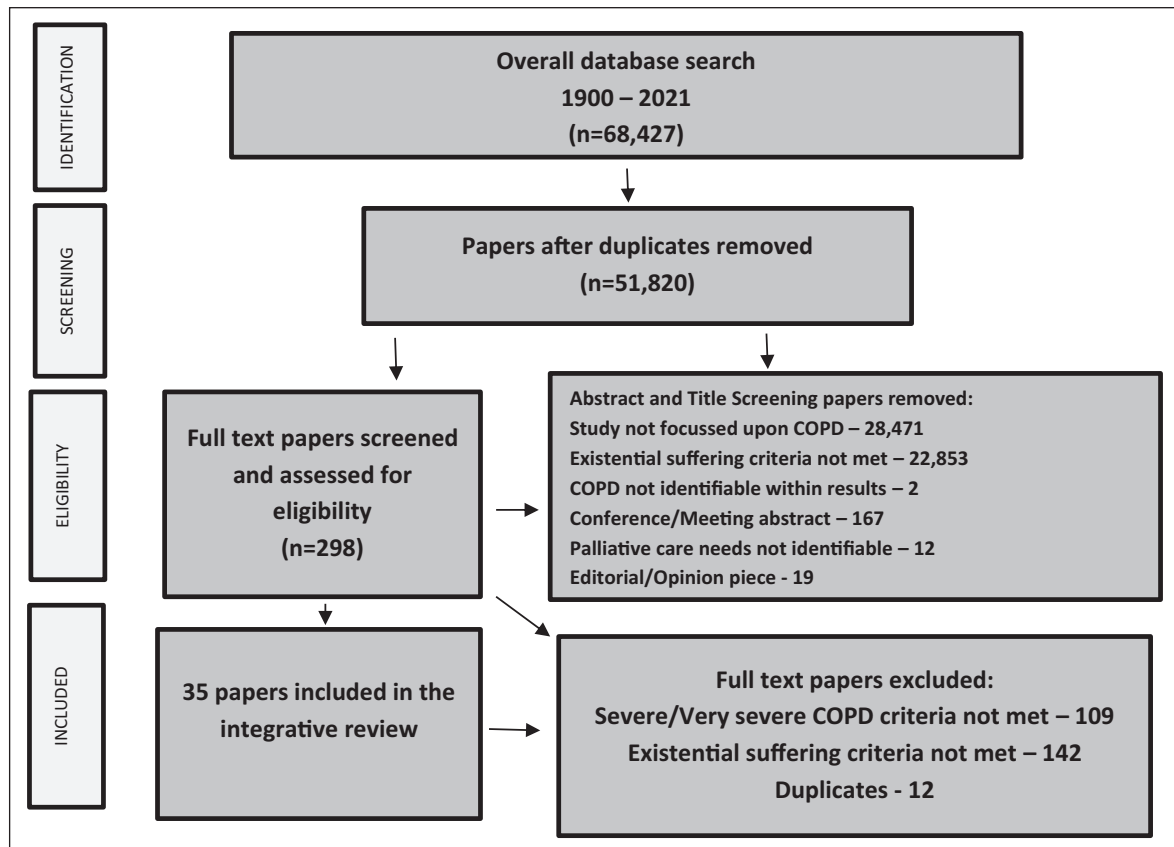 IDENTIFICATION
Overall database search
1900 – 2021
(n=68,427)
SCREENING
Papers after duplicates removed
(n=51,820)
ELIGIBILITY
Full text papers screened
and assessed for
eligibility
(n=298)
Abstract and Title Screening papers removed:
Study not focussed upon COPD – 28,471
Existential suffering criteria not met – 22,853
COPD not identifiable within results – 2
Conference/Meeting abstract – 167
Palliative care needs not identifiable – 12
Editorial/Opinion piece - 19
INCLUDED
35 papers included in the
integrative review
Full text papers excluded:
Severe/Very severe COPD criteria not met – 109
Existential suffering criteria not met – 142
Duplicates - 12